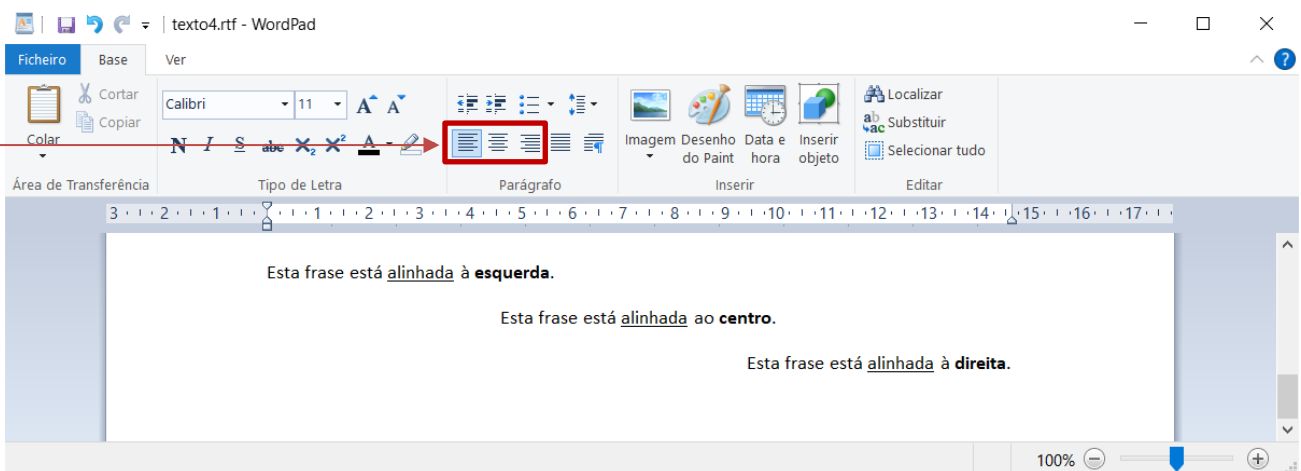 texto4.rtf - WordPad
Ficheiro Base Ver
Colar
Cortar
Copiar
Área de Transferência
Calibri 11 A A
N I S abc X₂ X² A
Tipo de Letra
Parágrafo
Imagem
Desenho do Paint
Data e hora
Inserir objeto
Inserir
Localizar
Substituir
Selecionar tudo
Editar
3 2 1 1 2 3 4 5 6 7 8 9 10 11 12 13 14 15 16 17
Esta frase está alinhada à esquerda.
Esta frase está alinhada ao centro.
Esta frase está alinhada à direita.
100%